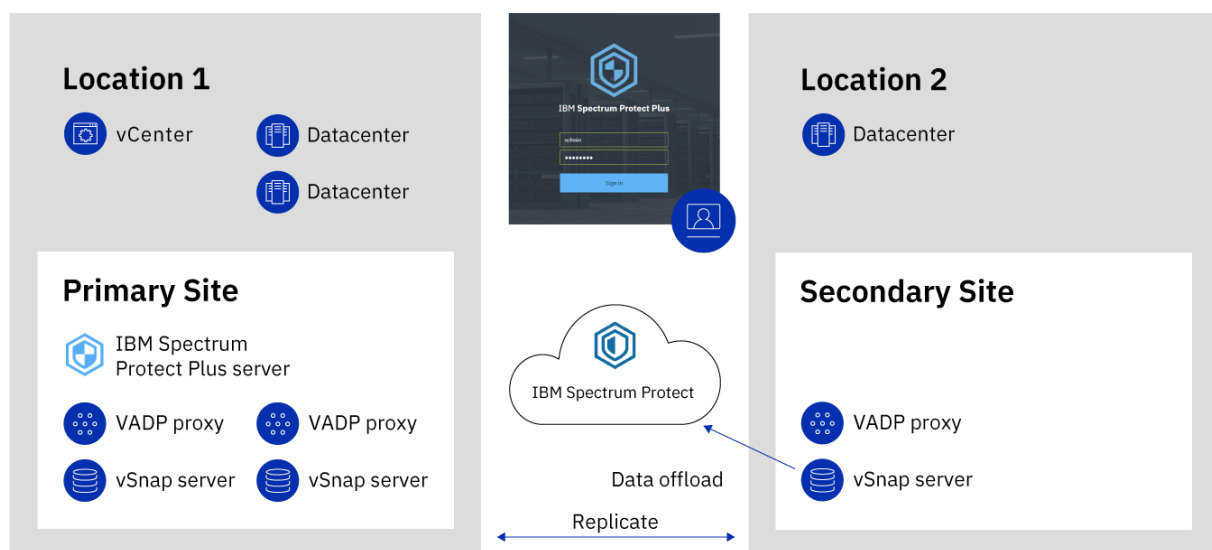 Location 1
vCenter
Datacenter
Datacenter
Primary Site
IBM Spectrum
Protect Plus server
VADP proxy
VADP proxy
vSnap server
vSnap server
IBM Spectrum Protect Plus
admin
Sign In
IBM Spectrum Protect
Data offload
Replicate
Location 2
Datacenter
Secondary Site
VADP proxy
vSnap server